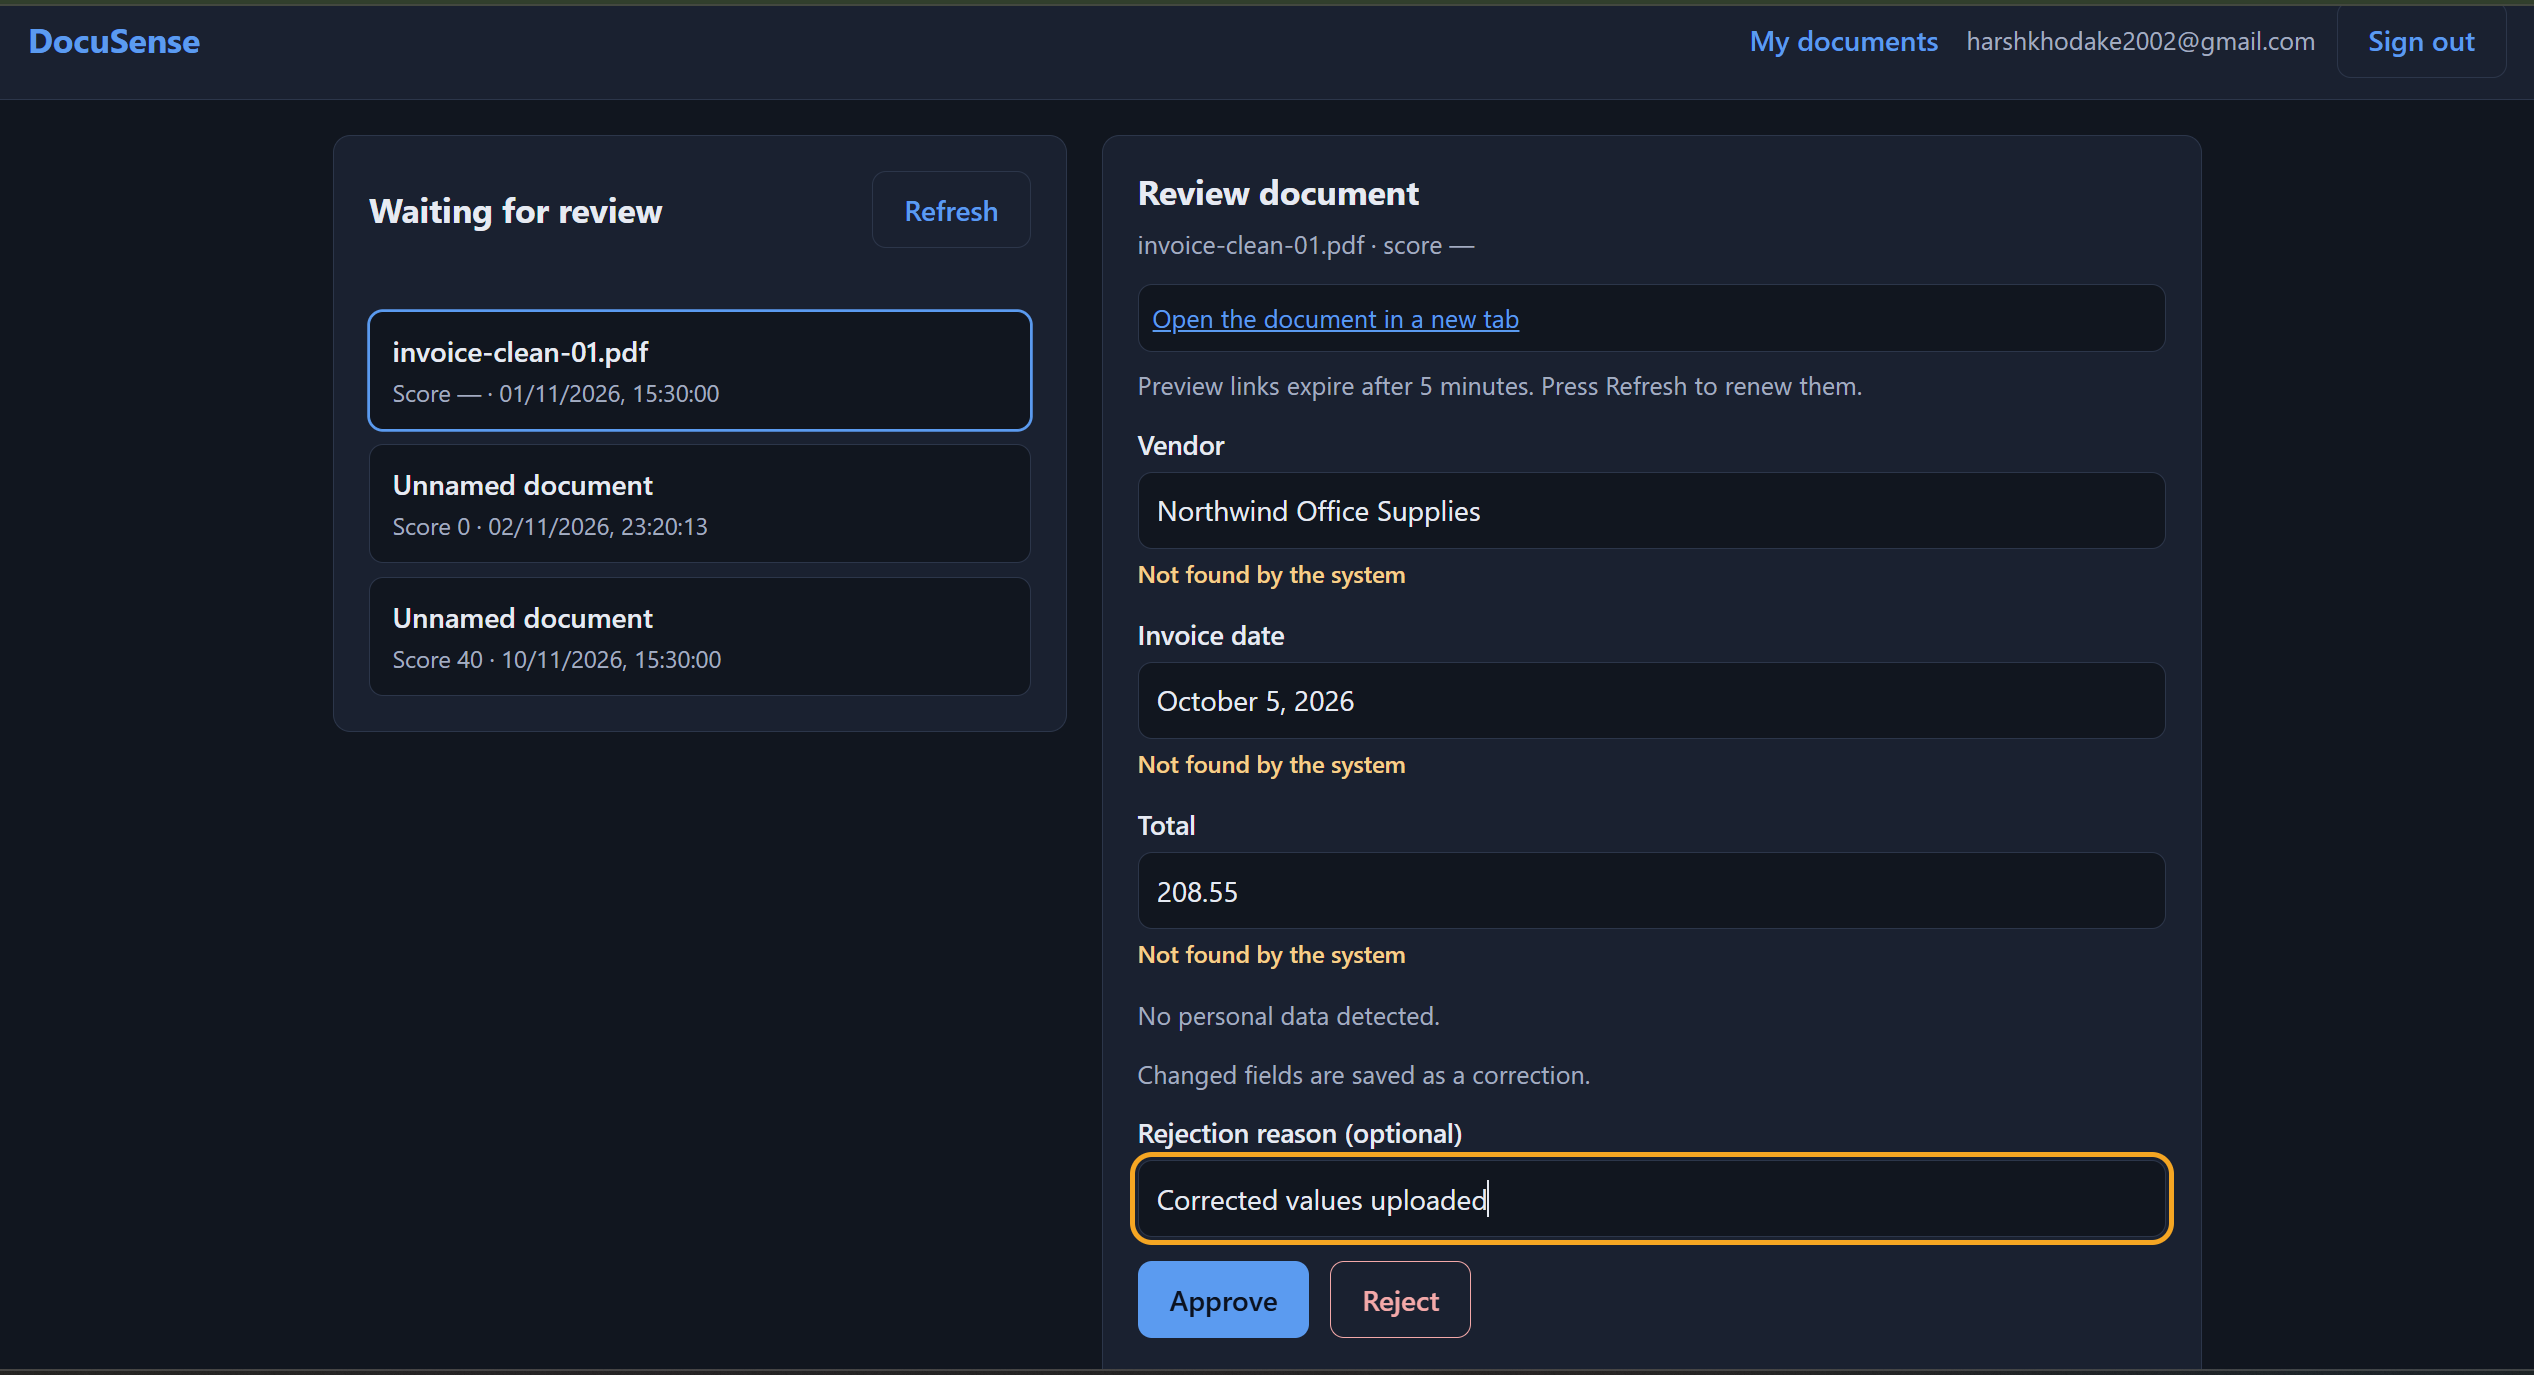 DocuSense
My documents harshkhodake2002@gmail.com Sign out
Waiting for review
Refresh
invoice-clean-01.pdf
Score — · 01/11/2026, 15:30:00
Unnamed document
Score 0 · 02/11/2026, 23:20:13
Unnamed document
Score 40 · 10/11/2026, 15:30:00
Review document
invoice-clean-01.pdf · score —
Open the document in a new tab
Preview links expire after 5 minutes. Press Refresh to renew them.
Vendor
Northwind Office Supplies
Not found by the system
Invoice date
October 5, 2026
Not found by the system
Total
208.55
Not found by the system
No personal data detected.
Changed fields are saved as a correction.
Rejection reason (optional)
Corrected values uploaded
Approve Reject